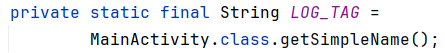 private static final String LOG_TAG =
MainActivity.class.getSimpleName();